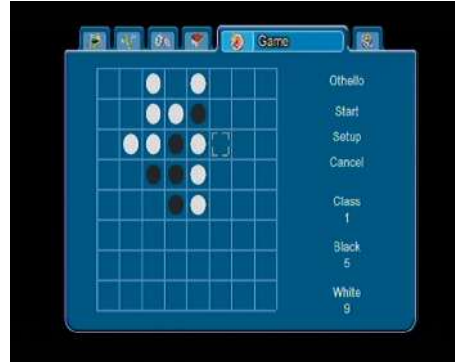 Game
Othello
Start
Setup
Cancel
Class
1
Black
5
White
9